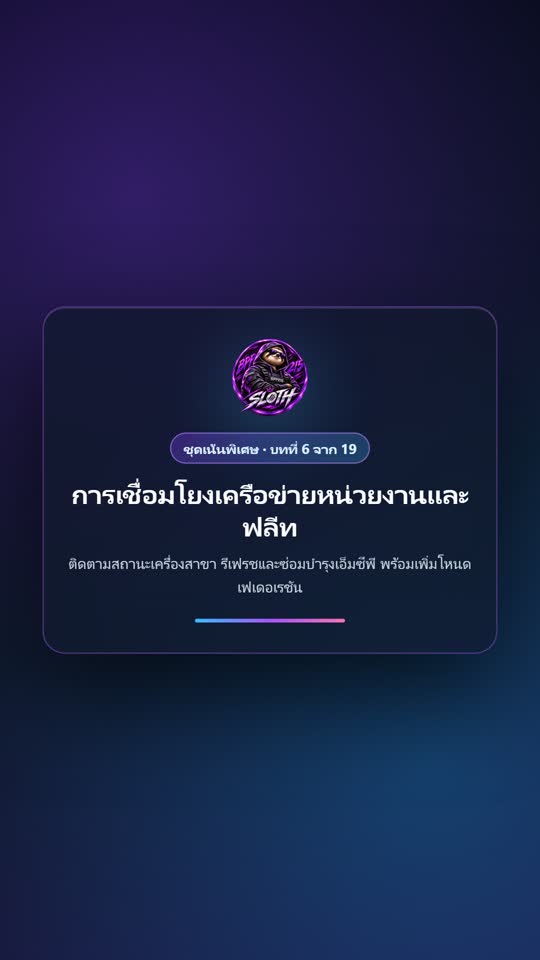 SLOTH
ชุดเน้นพิเศษ · บทที่ 6 จาก 19
การเชื่อมโยงเครือข่ายหน่วยงานและ
ฟลีท
ติดตามสถานะเครื่องสาขา รีเฟรชและซ่อมบำรุงเอ็มซีพี พร้อมเพิ่มโหนด
เฟเดอเรชัน